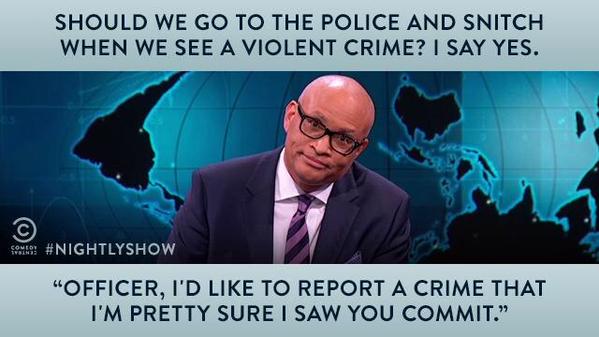 SHOULD WE GO TO THE POLICE AND SNITCH
WHEN WE SEE A VIOLENT CRIME? I SAY YES.
COMEDY
CENTRAL
#NIGHTLYSHOW
"OFFICER, I'D LIKE TO REPORT A CRIME THAT
I'M PRETTY SURE I SAW YOU COMMIT."